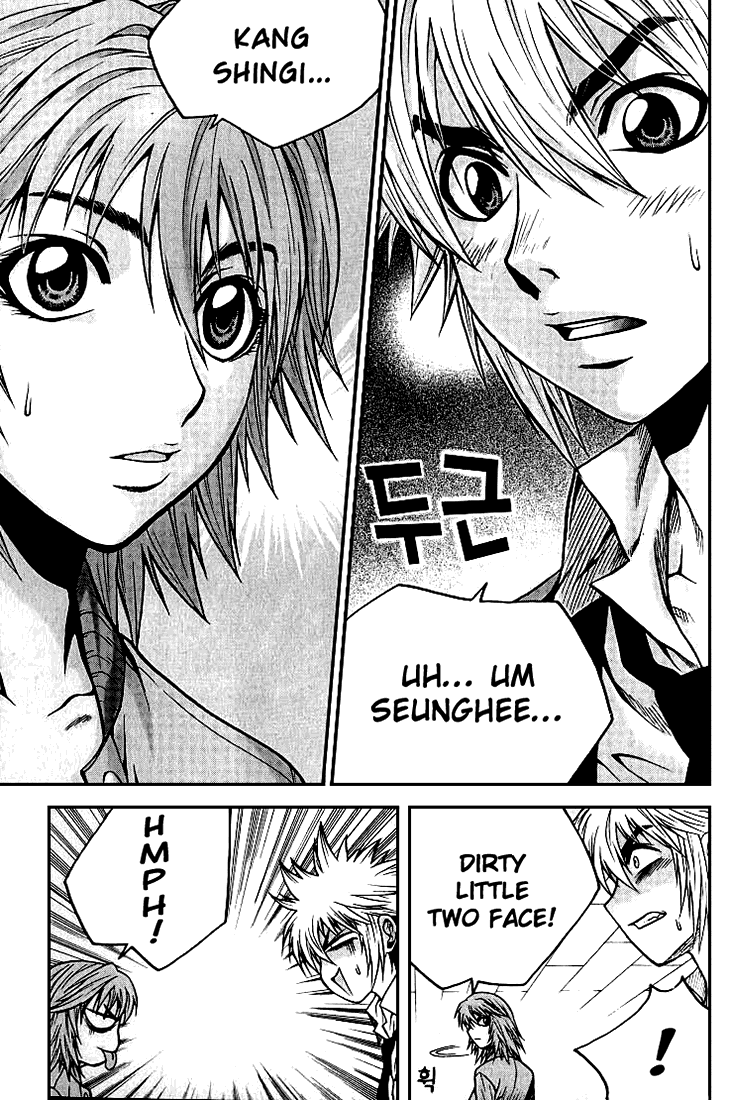 KANG
SHINGI...
두근
UH... UM
SEUNGHEE...
HMPH!
DIRTY
LITTLE
TWO FACE!
!
휙